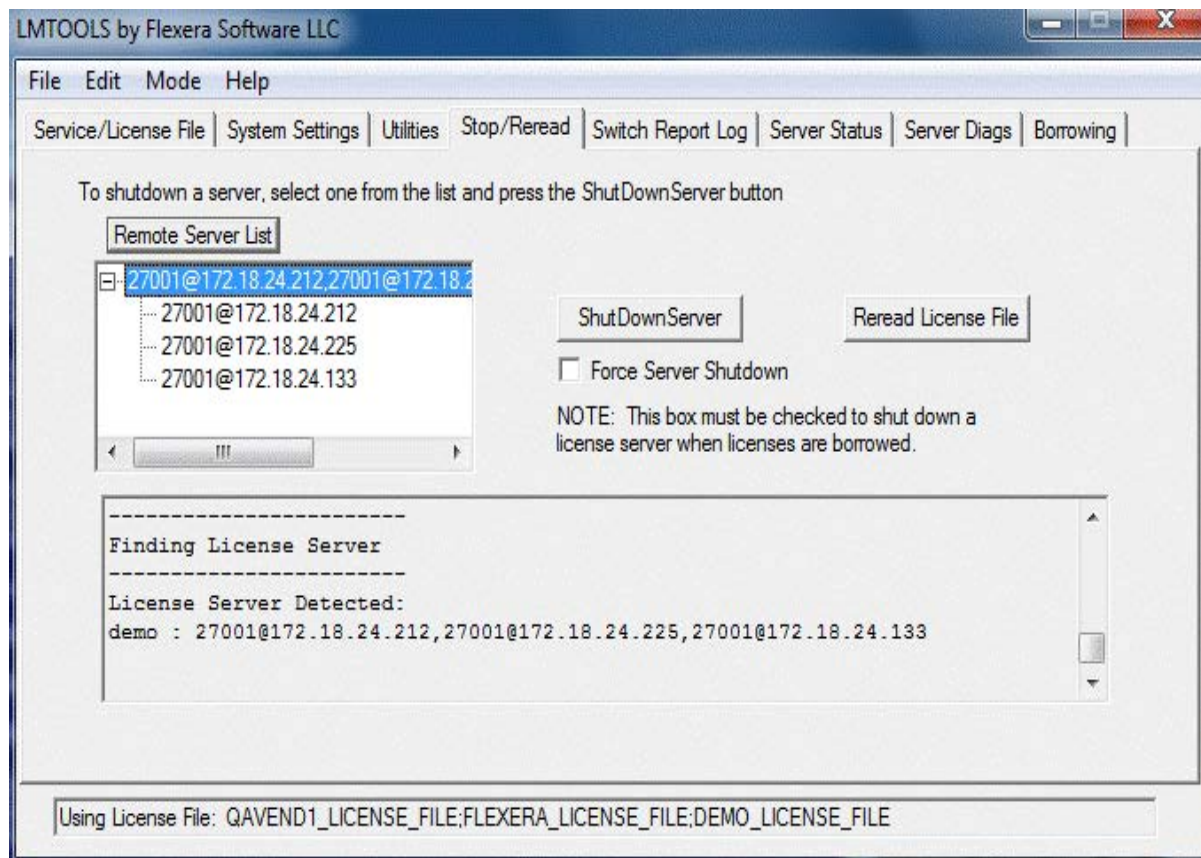 LMTOOLS by Flexera Software LLC
File Edit Mode Help
Service/License File System Settings Utilities Stop/Reread Switch Report Log Server Status Server Diags Borrowing
To shutdown a server, select one from the list and press the ShutDownServer button
Remote Server List
27001@172.18.24.212,27001@172.18.2
27001@172.18.24.212
27001@172.18.24.225
27001@172.18.24.133
ShutDownServer
Reread License File
Force Server Shutdown
NOTE: This box must be checked to shut down a
license server when licenses are borrowed.
-------------------------
Finding License Server
-------------------------
License Server Detected:
demo : 27001@172.18.24.212,27001@172.18.24.225,27001@172.18.24.133
Using License File: QAVEND1_LICENSE_FILE;FLEXERA_LICENSE_FILE;DEMO_LICENSE_FILE